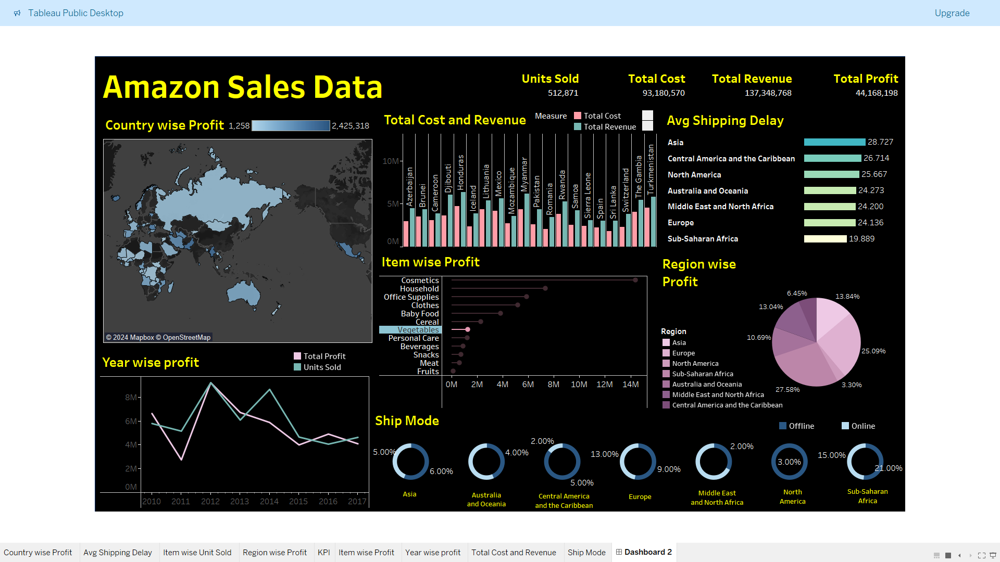 Tableau Public Desktop
Upgrade
Amazon Sales Data
Units Sold
512,871
Total Cost
93,180,570
Total Revenue
137,348,768
Total Profit
44,168,198
Country wise Profit
1,258
2,425,318
© 2024 Mapbox © OpenStreetMap
Total Cost and Revenue
Measure
Total Cost
Total Revenue
10M
5M
0M
Azerbaijan
Brunei
Cameroon
Djibouti
Honduras
Iceland
Lithuania
Mexico
Mozambique
Myanmar
Pakistan
Romania
Rwanda
Samoa
Sierra Leone
Spain
Sri Lanka
Switzerland
The Gambia
Turkmenistan
Avg Shipping Delay
Asia
28.727
Central America and the Caribbean
26.714
North America
25.667
Australia and Oceania
24.273
Middle East and North Africa
24.200
Europe
24.136
Sub-Saharan Africa
19.889
Item wise Profit
Cosmetics
Household
Office Supplies
Clothes
Baby Food
Cereal
Vegetables
Personal Care
Beverages
Snacks
Meat
Fruits
0M
2M
4M
6M
8M
10M
12M
14M
Region wise
Profit
6.45%
13.84%
13.04%
10.69%
25.09%
27.58%
3.30%
Region
Asia
Europe
North America
Sub-Saharan Africa
Australia and Oceania
Middle East and North Africa
Central America and the Caribbean
Year wise profit
Total Profit
Units Sold
8M
6M
4M
2M
0M
2010
2011
2012
2013
2014
2015
2016
2017
Ship Mode
Offline
Online
5.00%
6.00%
Asia
4.00%
Australia
and Oceania
2.00%
5.00%
Central America
and the Caribbean
13.00%
9.00%
Europe
2.00%
Middle East
and North Africa
3.00%
North
America
15.00%
21.00%
Sub-Saharan
Africa
Country wise Profit
Avg Shipping Delay
Item wise Unit Sold
Region wise Profit
KPI
Item wise Profit
Year wise profit
Total Cost and Revenue
Ship Mode
Dashboard 2